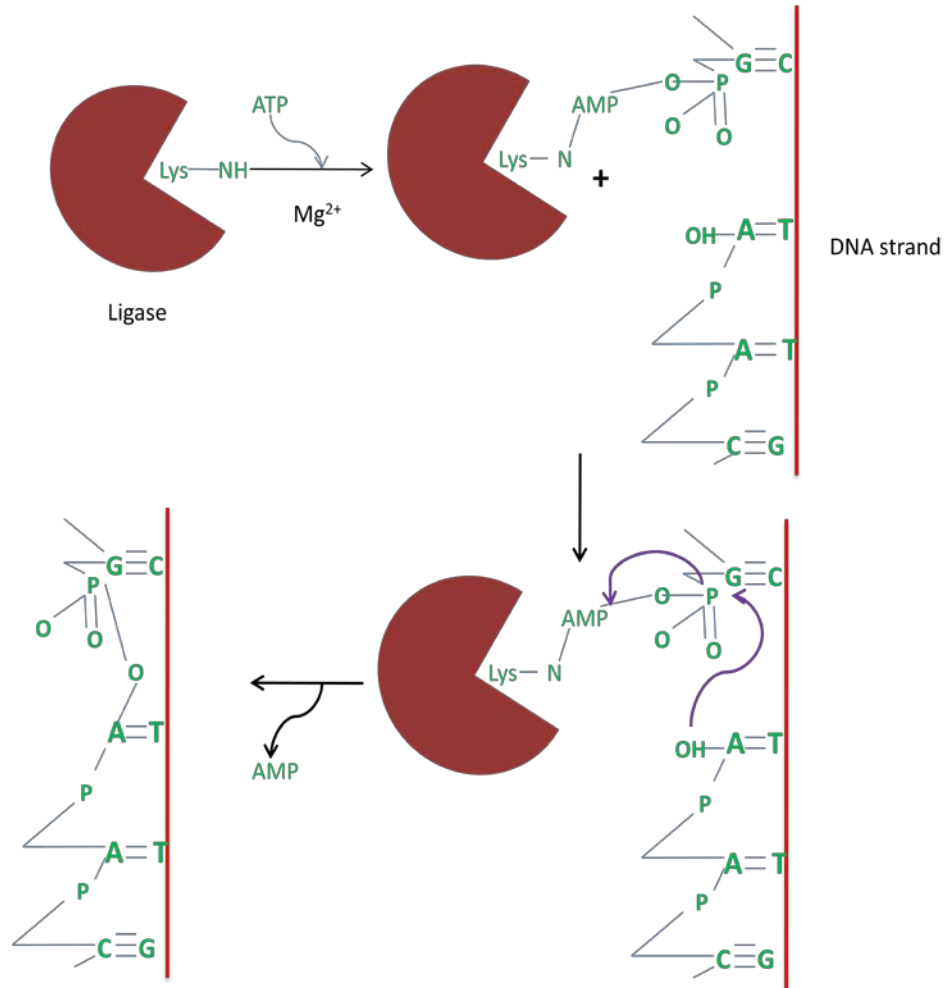 ATP
Lys NH
Mg²⁺
Ligase
Lys N AMP O P G C
O O
+
OH A T
P
A T
P
C G
DNA strand
G C
P
O O
O
A T
P
A T
P
C G
AMP
Lys N AMP O P G C
O O
OH A T
P
A T
P
C G